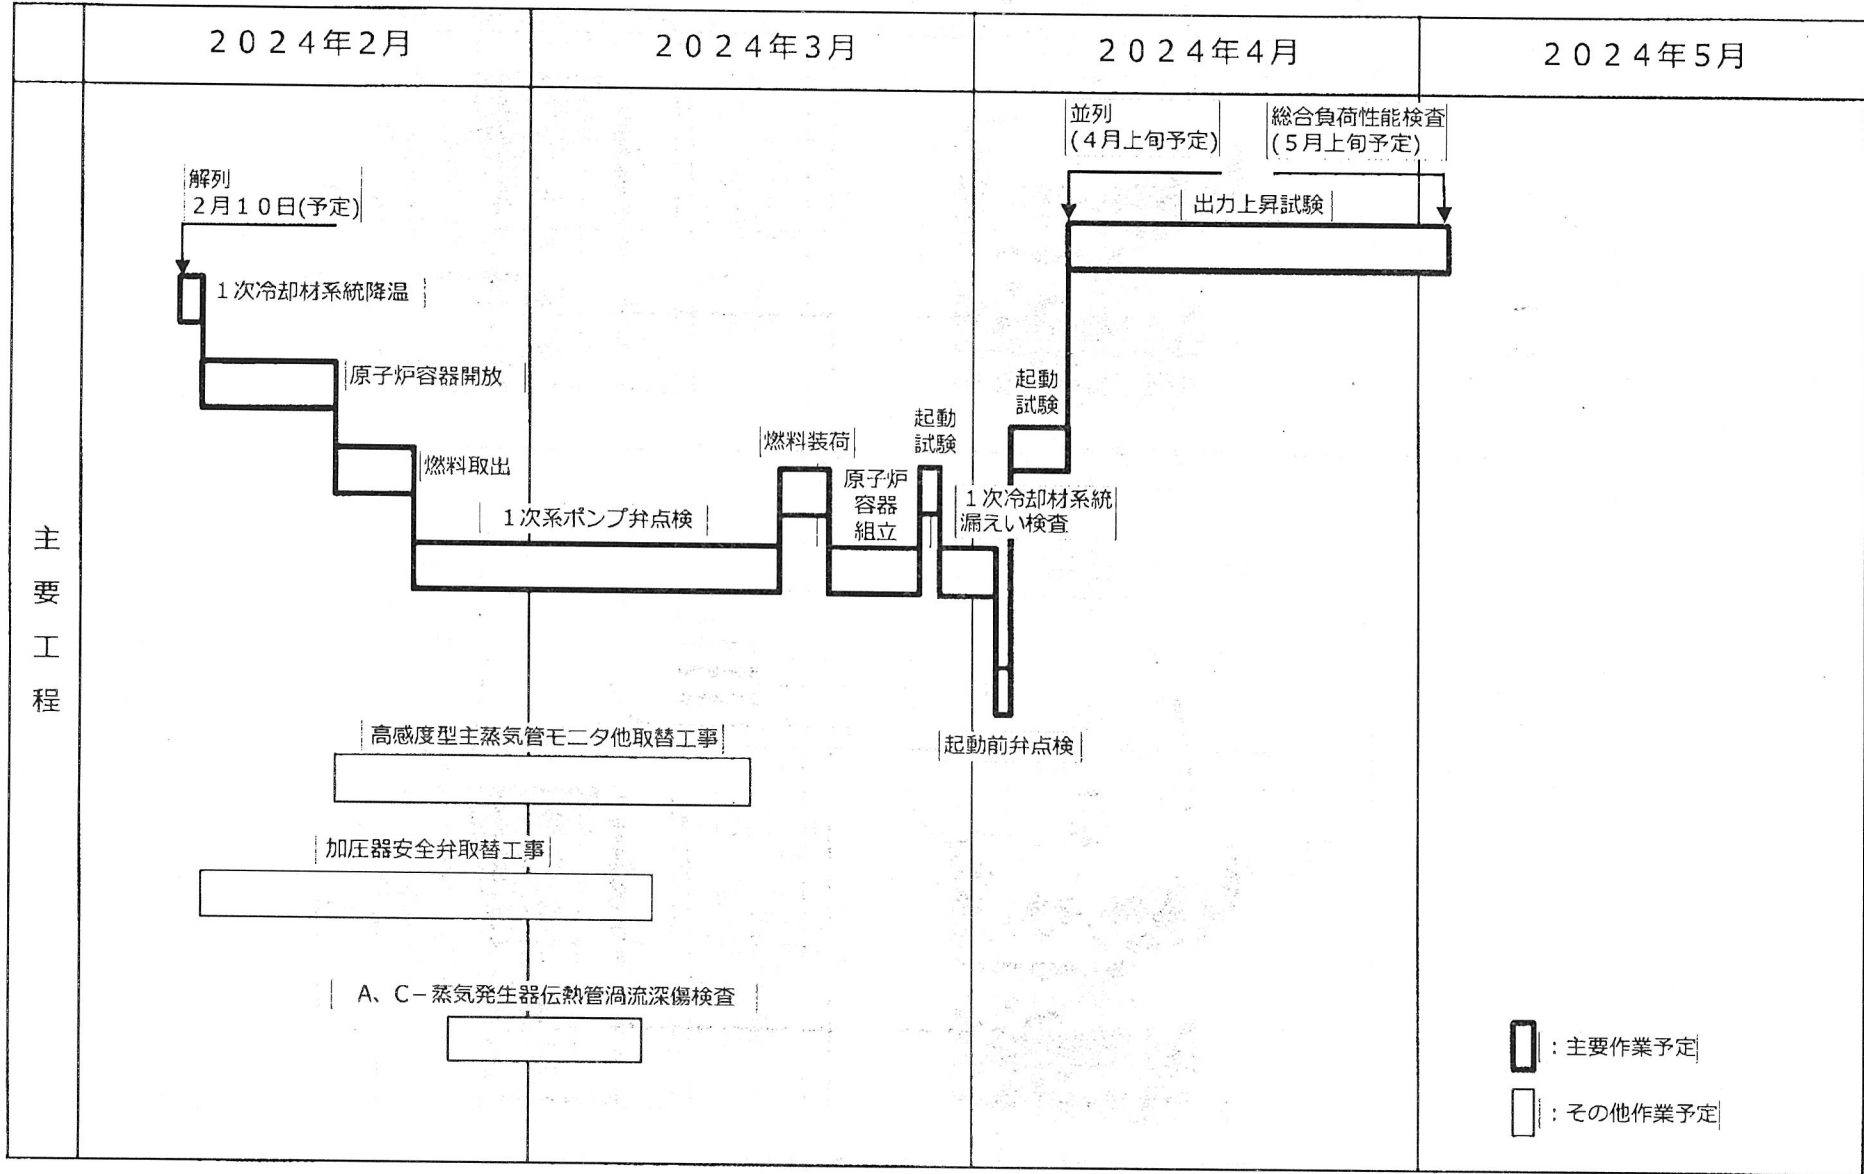 ２０２４年２月
２０２４年３月
２０２４年４月
２０２４年５月
主要工程
並列
(４月上旬予定)
総合負荷性能検査
(５月上旬予定)
解列
２月１０日(予定)
出力上昇試験
１次冷却材系統降温
原子炉容器開放
起動
試験
燃料取出
燃料装荷
起動
試験
原子炉
容器
組立
１次冷却材系統
漏えい検査
１次系ポンプ弁点検
高感度型主蒸気管モニタ他取替工事
起動前弁点検
加圧器安全弁取替工事
A、C－蒸気発生器伝熱管渦流深傷検査
：主要作業予定
：その他作業予定